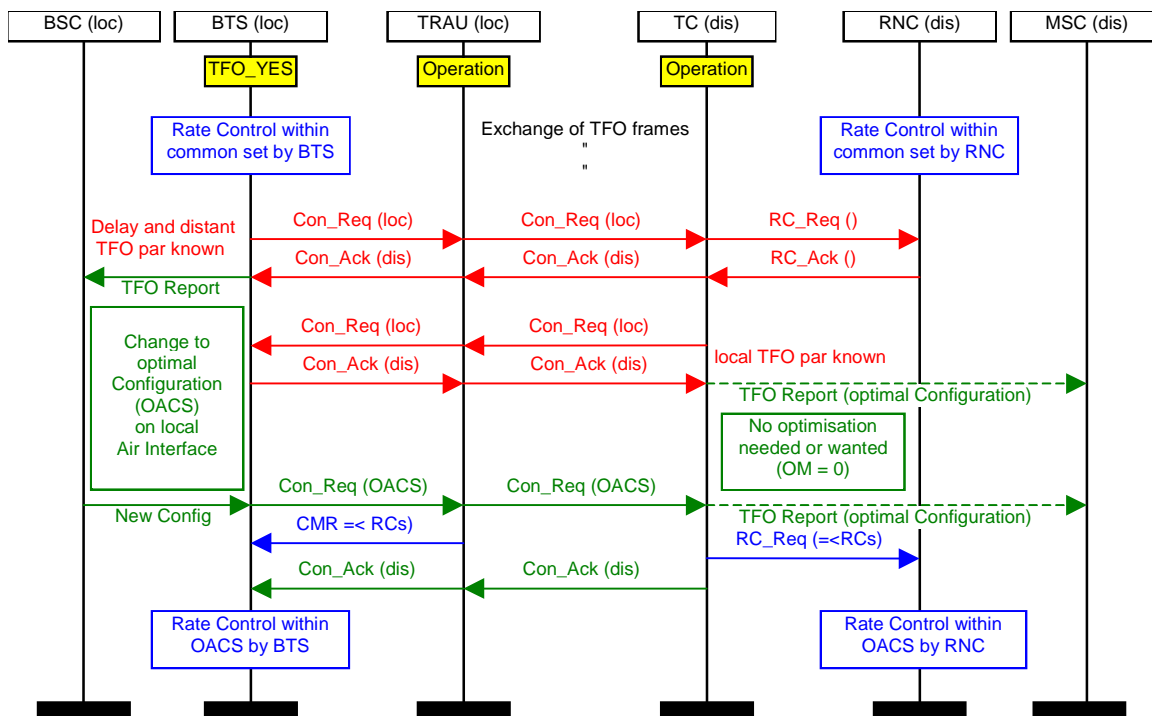 BSC (loc) BTS (loc) TRAU (loc) TC (dis) RNC (dis) MSC (dis)
TFO_YES Operation Operation
Rate Control within
common set by BTS
Exchange of TFO frames
"
"
Rate Control within
common set by RNC
Delay and distant
TFO par known
Con_Req (loc) Con_Req (loc) RC_Req ()
Con_Ack (dis) Con_Ack (dis) RC_Ack ()
TFO Report
Change to
optimal
Configuration
(OACS)
on local
Air Interface
Con_Req (loc) Con_Req (loc)
Con_Ack (dis) Con_Ack (dis)
local TFO par known
TFO Report (optimal Configuration)
No optimisation
needed or wanted
(OM = 0)
Con_Req (OACS) Con_Req (OACS)
New Config
TFO Report (optimal Configuration)
CMR =< RCs)
RC_Req (=<RCs)
Con_Ack (dis) Con_Ack (dis)
Rate Control within
OACS by BTS
Rate Control within
OACS by RNC